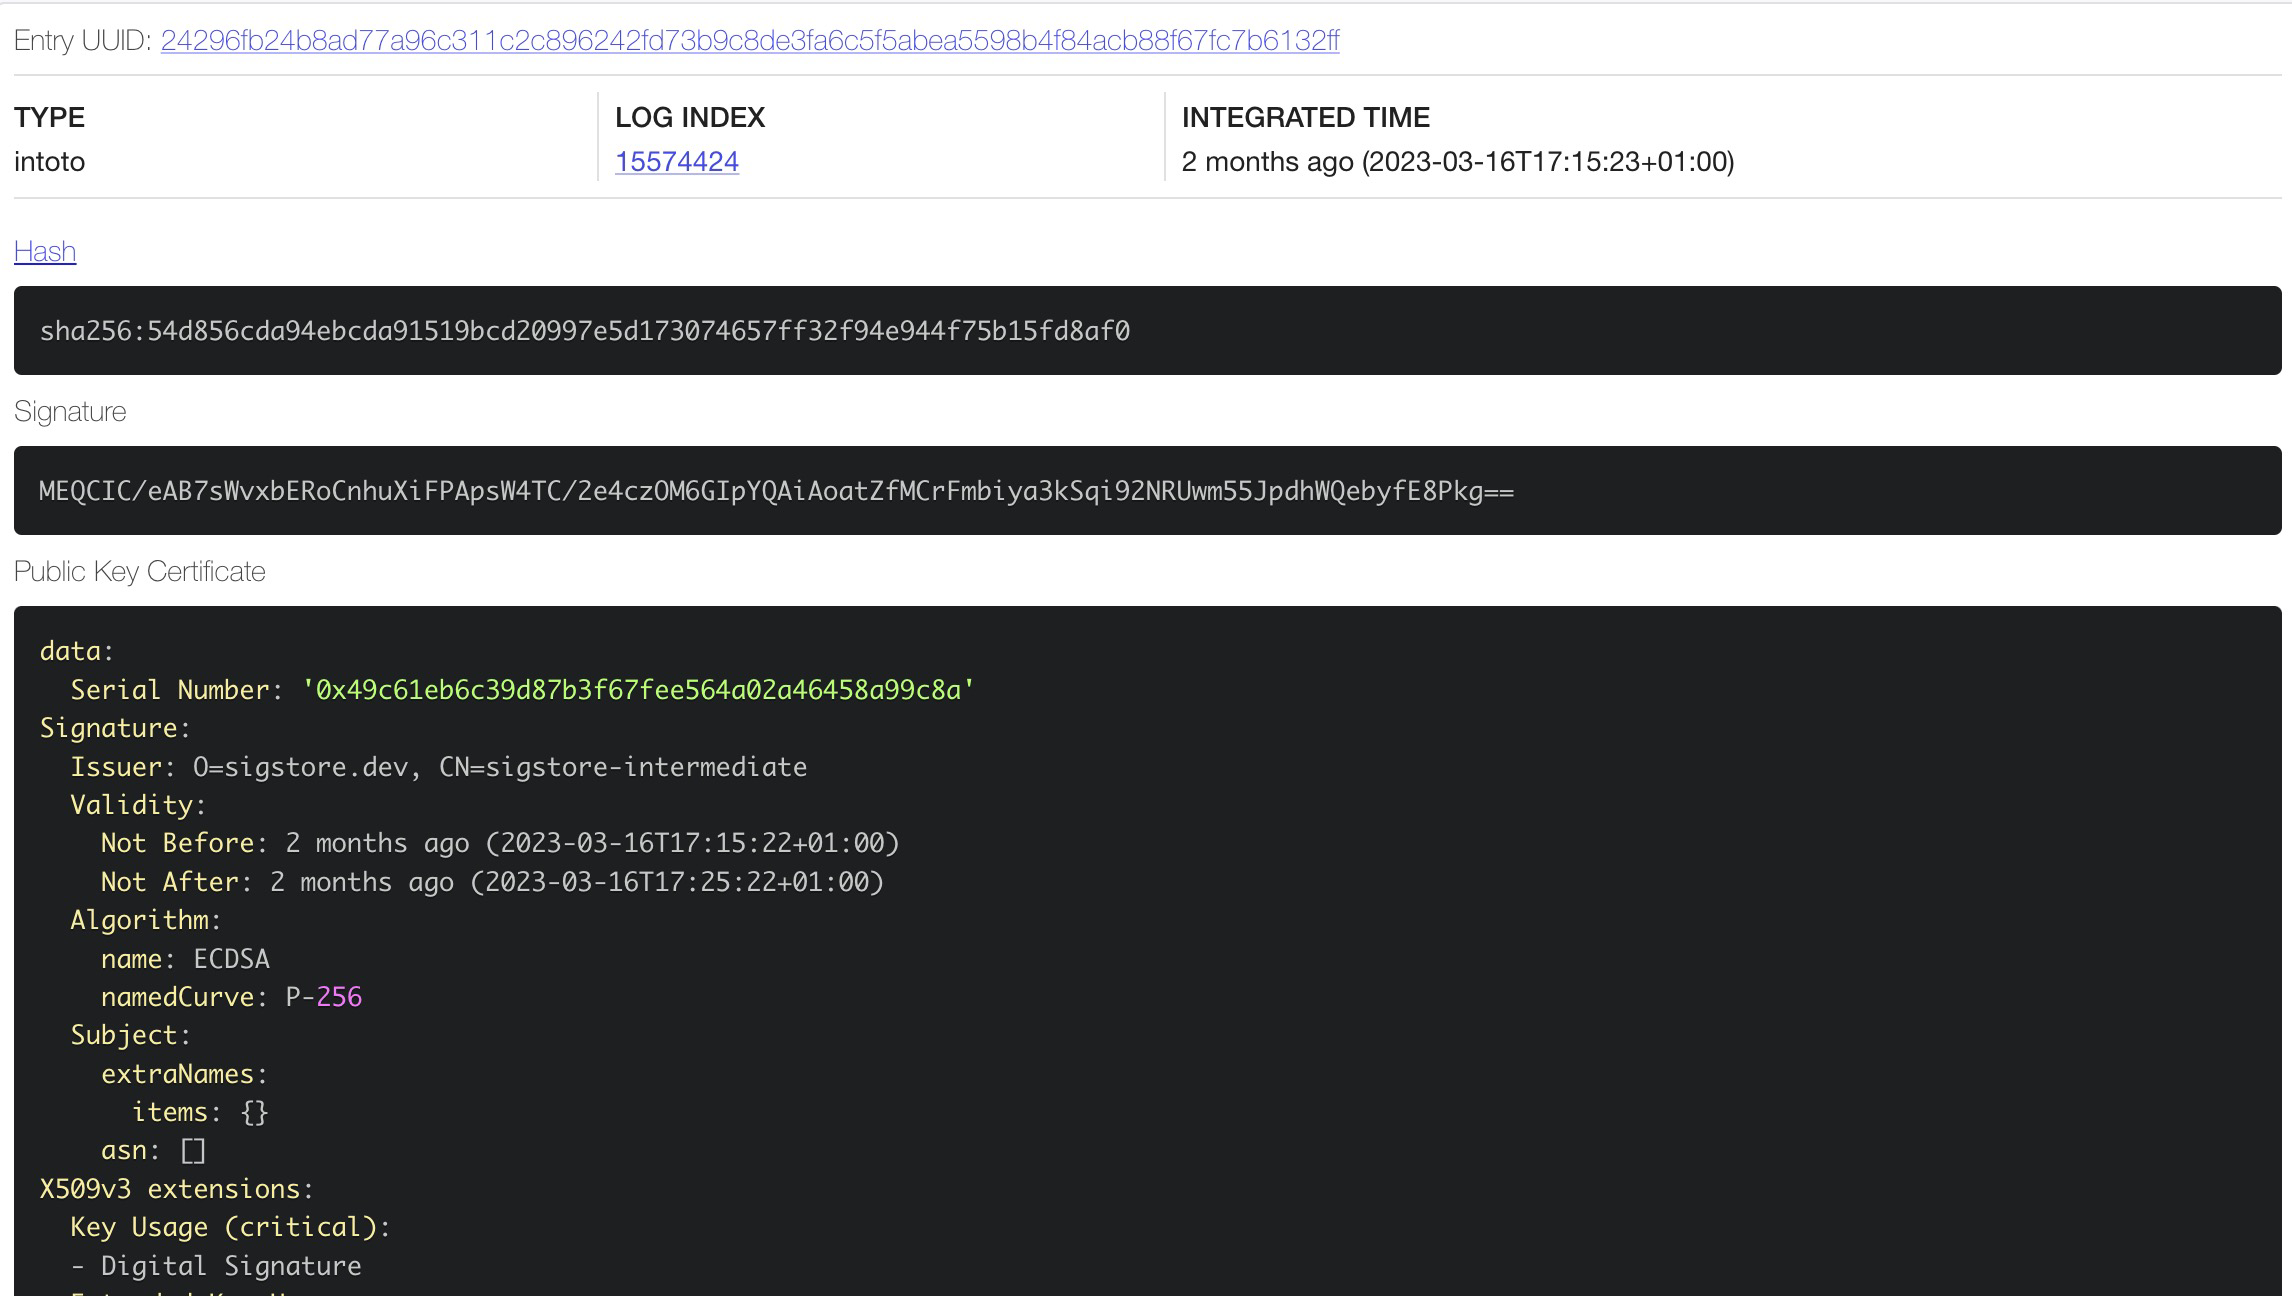 Entry UUID: 24296fb24b8ad77a96c311c2c896242fd73b9c8de3fa6c5f5abea5598b4f84acb88f67fc7b6132ff
TYPE
intoto
LOG INDEX
15574424
INTEGRATED TIME
2 months ago (2023-03-16T17:15:23+01:00)
Hash
sha256:54d856cda94ebcda91519bcd20997e5d173074657ff32f94e944f75b15fd8af0
Signature
MEQCIC/eAB7sWvxbERoCnhuXiFPApsW4TC/2e4czOM6GIpYQAiAoatZfMCrFmbiya3kSqi92NRUwm55JpdhWQebyfE8Pkg==
Public Key Certificate
data:
  Serial Number: '0x49c61eb6c39d87b3f67fee564a02a46458a99c8a'
Signature:
  Issuer: O=sigstore.dev, CN=sigstore-intermediate
  Validity:
    Not Before: 2 months ago (2023-03-16T17:15:22+01:00)
    Not After: 2 months ago (2023-03-16T17:25:22+01:00)
  Algorithm:
    name: ECDSA
    namedCurve: P-256
  Subject:
    extraNames:
      items: {}
    asn: []
X509v3 extensions:
  Key Usage (critical):
  - Digital Signature